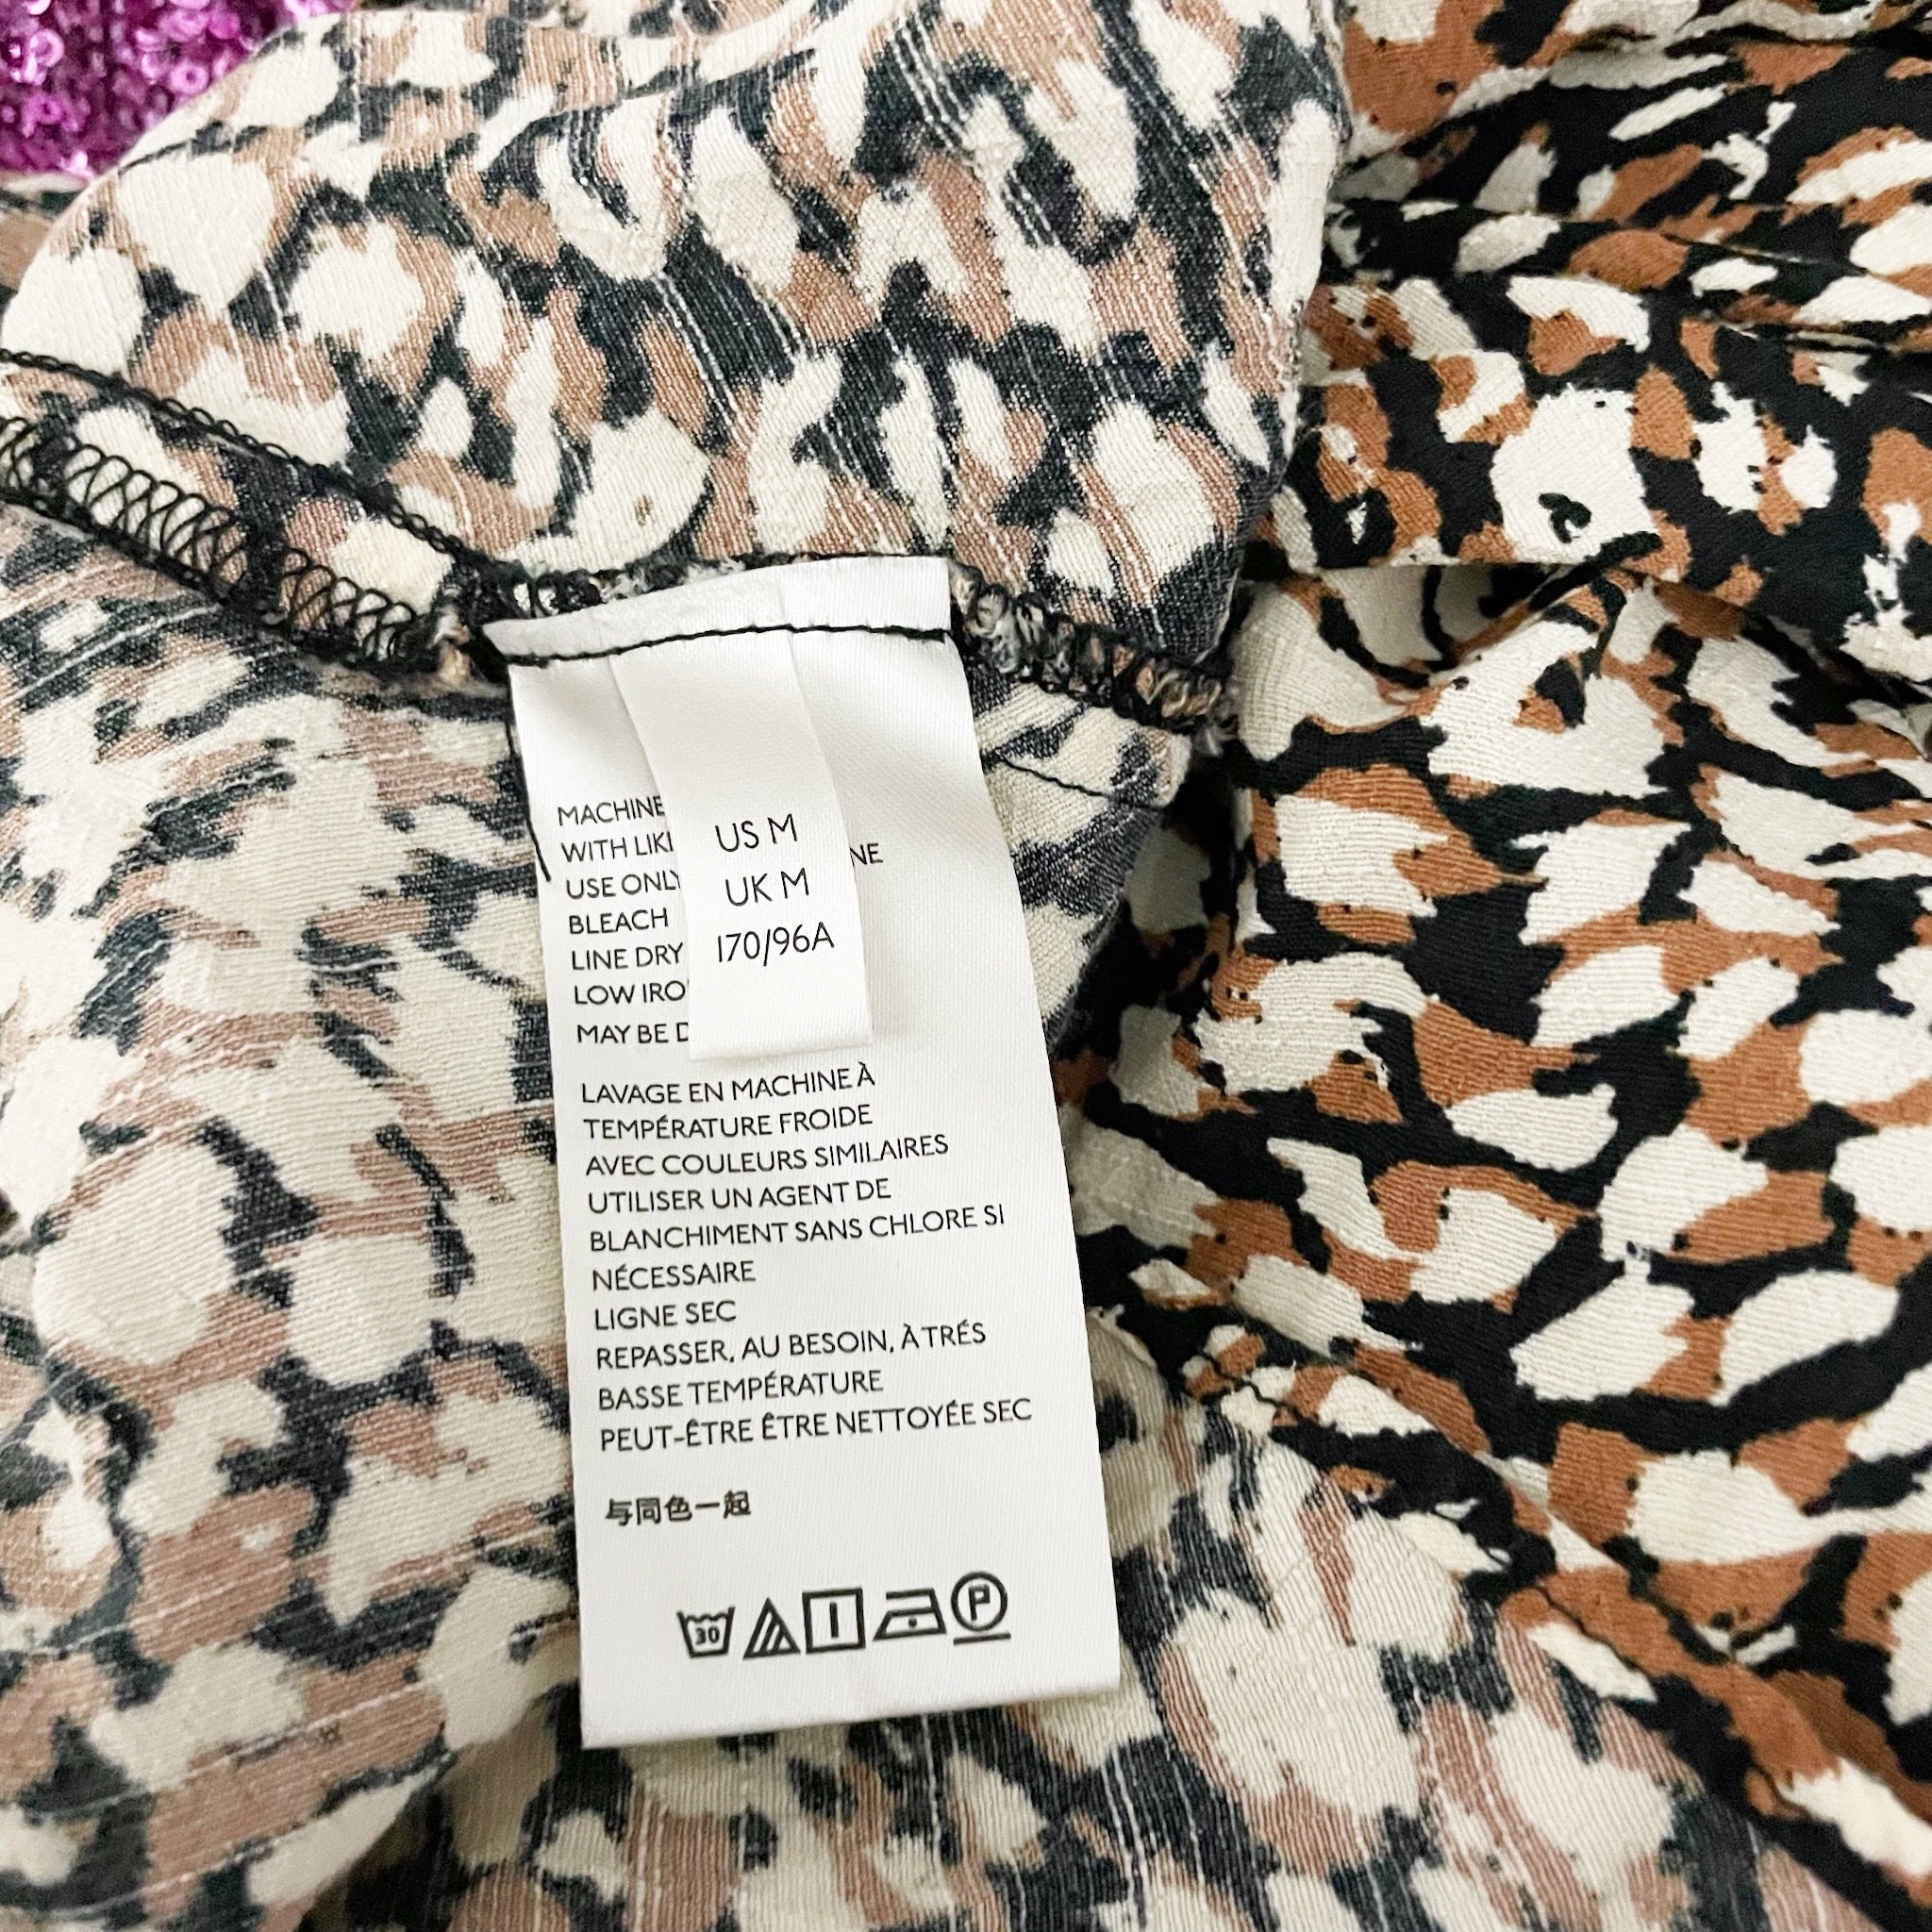 US M
UK M
170/96A
MACHINE
WITH
USE ONLY
NE
BLEACH
LINE DRY
LOW
MAY BE
LAVAGE EN MACHINE À
TEMPÉRATURE FROIDE
AVEC COULEURS SIMILAIRES
UTILISER UN AGENT DE
BLANCHIMENT SANS CHLORE SI
NÉCESSAIRE
LIGNE SEC
REPASSER, AU BESOIN, À TRÉS
BASSE TEMPÉRATURE
PEUT-ÊTRE ÊTRE NETTOYÉE SEC
与同色一起
30
P